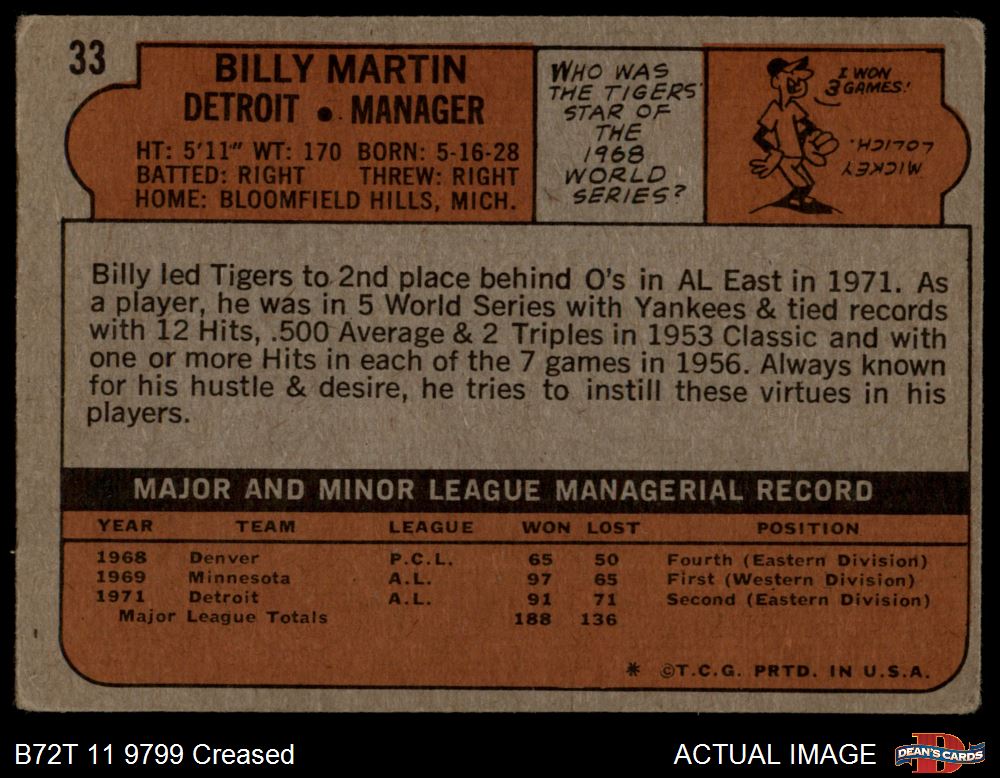 33
BILLY MARTIN
DETROIT • MANAGER
HT: 5'11" WT: 170 BORN: 5-16-28
BATTED: RIGHT THREW: RIGHT
HOME: BLOOMFIELD HILLS, MICH.
WHO WAS
THE TIGERS'
STAR OF
THE
1968
WORLD
SERIES?
I WON
3 GAMES!
MICKEY
LOLICH.
Billy led Tigers to 2nd place behind O's in AL East in 1971. As
a player, he was in 5 World Series with Yankees & tied records
with 12 Hits, .500 Average & 2 Triples in 1953 Classic and with
one or more Hits in each of the 7 games in 1956. Always known
for his hustle & desire, he tries to instill these virtues in his
players.
MAJOR AND MINOR LEAGUE MANAGERIAL RECORD
YEAR TEAM LEAGUE WON LOST POSITION
1968 Denver P.C.L. 65 50 Fourth (Eastern Division)
1969 Minnesota A.L. 97 65 First (Western Division)
1971 Detroit A.L. 91 71 Second (Eastern Division)
Major League Totals 188 136
* ©T.C.G. PRTD. IN U.S.A.
B72T 11 9799 Creased
ACTUAL IMAGE
DEAN'S CARDS